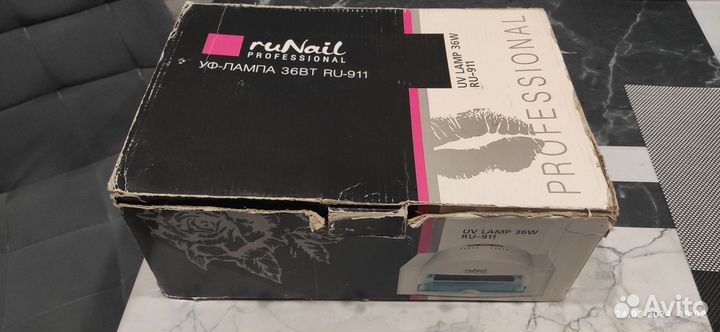 ruNail
PROFESSIONAL
УФ-ЛАМПА 36ВТ RU-911
UV LAMP 36W
RU-911
PROFESSIONAL
UV LAMP 36W
RU-911
ruNail
Avito